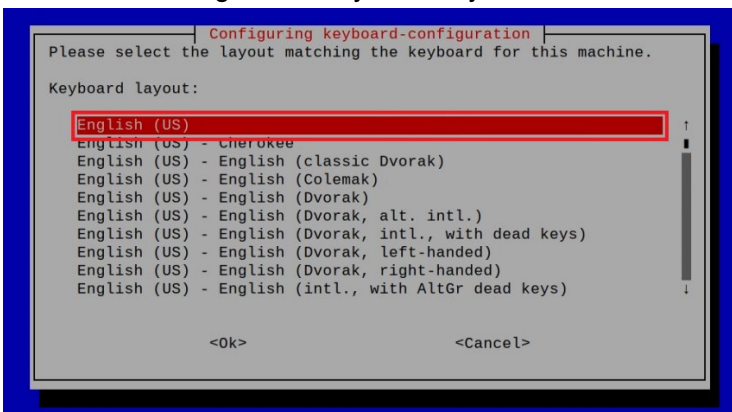 Configuring keyboard-configuration
Please select the layout matching the keyboard for this machine.
Keyboard layout:
English (US)
English (US) - Cherokee
English (US) - English (classic Dvorak)
English (US) - English (Colemak)
English (US) - English (Dvorak)
English (US) - English (Dvorak, alt. intl.)
English (US) - English (Dvorak, intl., with dead keys)
English (US) - English (Dvorak, left-handed)
English (US) - English (Dvorak, right-handed)
English (US) - English (intl., with AltGr dead keys)
<Ok> <Cancel>